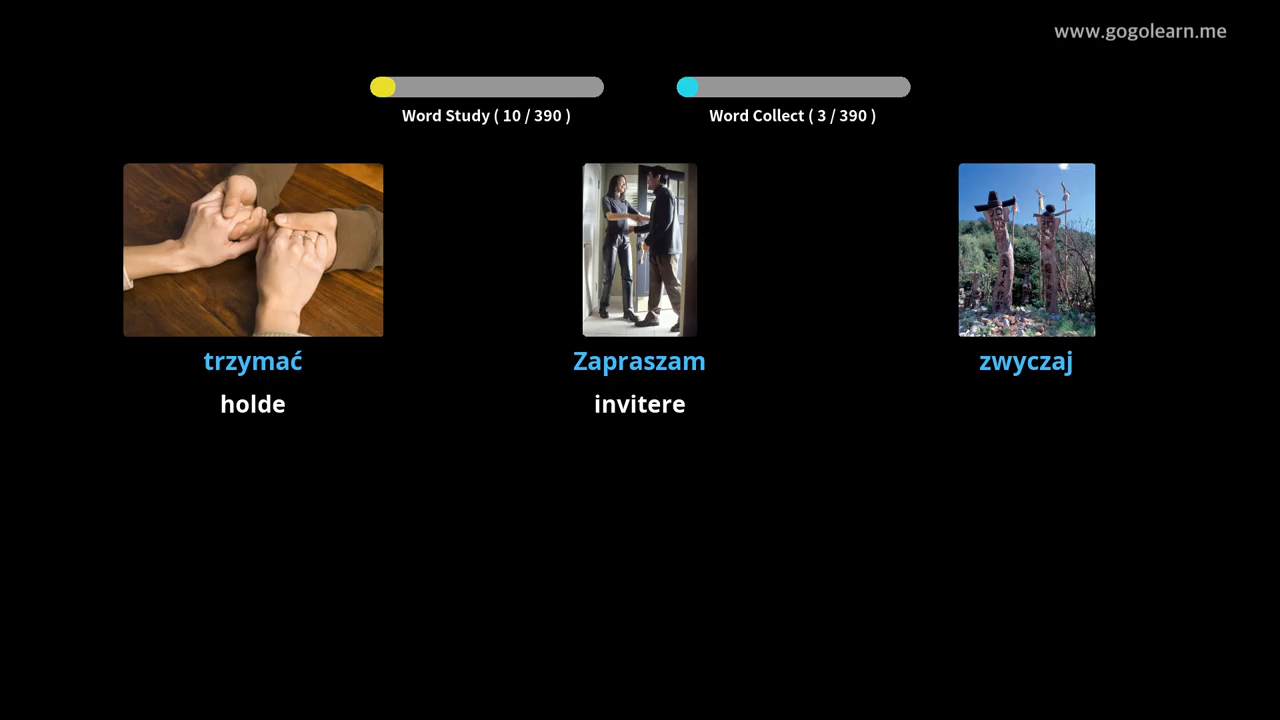 www.gogolearn.me
Word Study ( 10 / 390 )
Word Collect ( 3 / 390 )
trzymać
Zapraszam
zwyczaj
holde
invitere